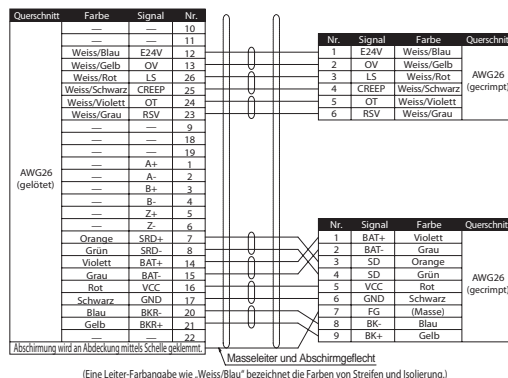 Querschnitt Farbe Signal Nr.
— — 10
— — 11
Weiss/Blau E24V 12
Weiss/Gelb OV 13
Weiss/Rot LS 26
Weiss/Schwarz CREEP 25
Weiss/Violett OT 24
Weiss/Grau RSV 23
— — 9
— — 18
— — 19
— A+ 1
— A- 2
— B+ 3
— B- 4
— Z+ 5
— Z- 6
Orange SRD+ 7
Grün SRD- 8
Violett BAT+ 14
Grau BAT- 15
Rot VCC 16
Schwarz GND 17
Blau BKR- 20
Gelb BKR+ 21
— — 22
AWG26
(gelötet)
Abschirmung wird an Abdeckung mittels Schelle geklemmt.
Nr. Signal Farbe Querschnitt
1 E24V Weiss/Blau
2 OV Weiss/Gelb
3 LS Weiss/Rot
4 CREEP Weiss/Schwarz
5 OT Weiss/Violett
6 RSV Weiss/Grau
AWG26
(gecrimpt)
Nr. Signal Farbe Querschnitt
1 BAT+ Violett
2 BAT- Grau
3 SD Orange
4 SD Grün
5 VCC Rot
6 GND Schwarz
7 FG (Masse)
8 BK- Blau
9 BK+ Gelb
AWG26
(gecrimpt)
Masseleiter und Abschirmgeflecht
(Eine Leiter-Farbangabe wie „Weiss/Blau" bezeichnet die Farben von Streifen und Isolierung.)